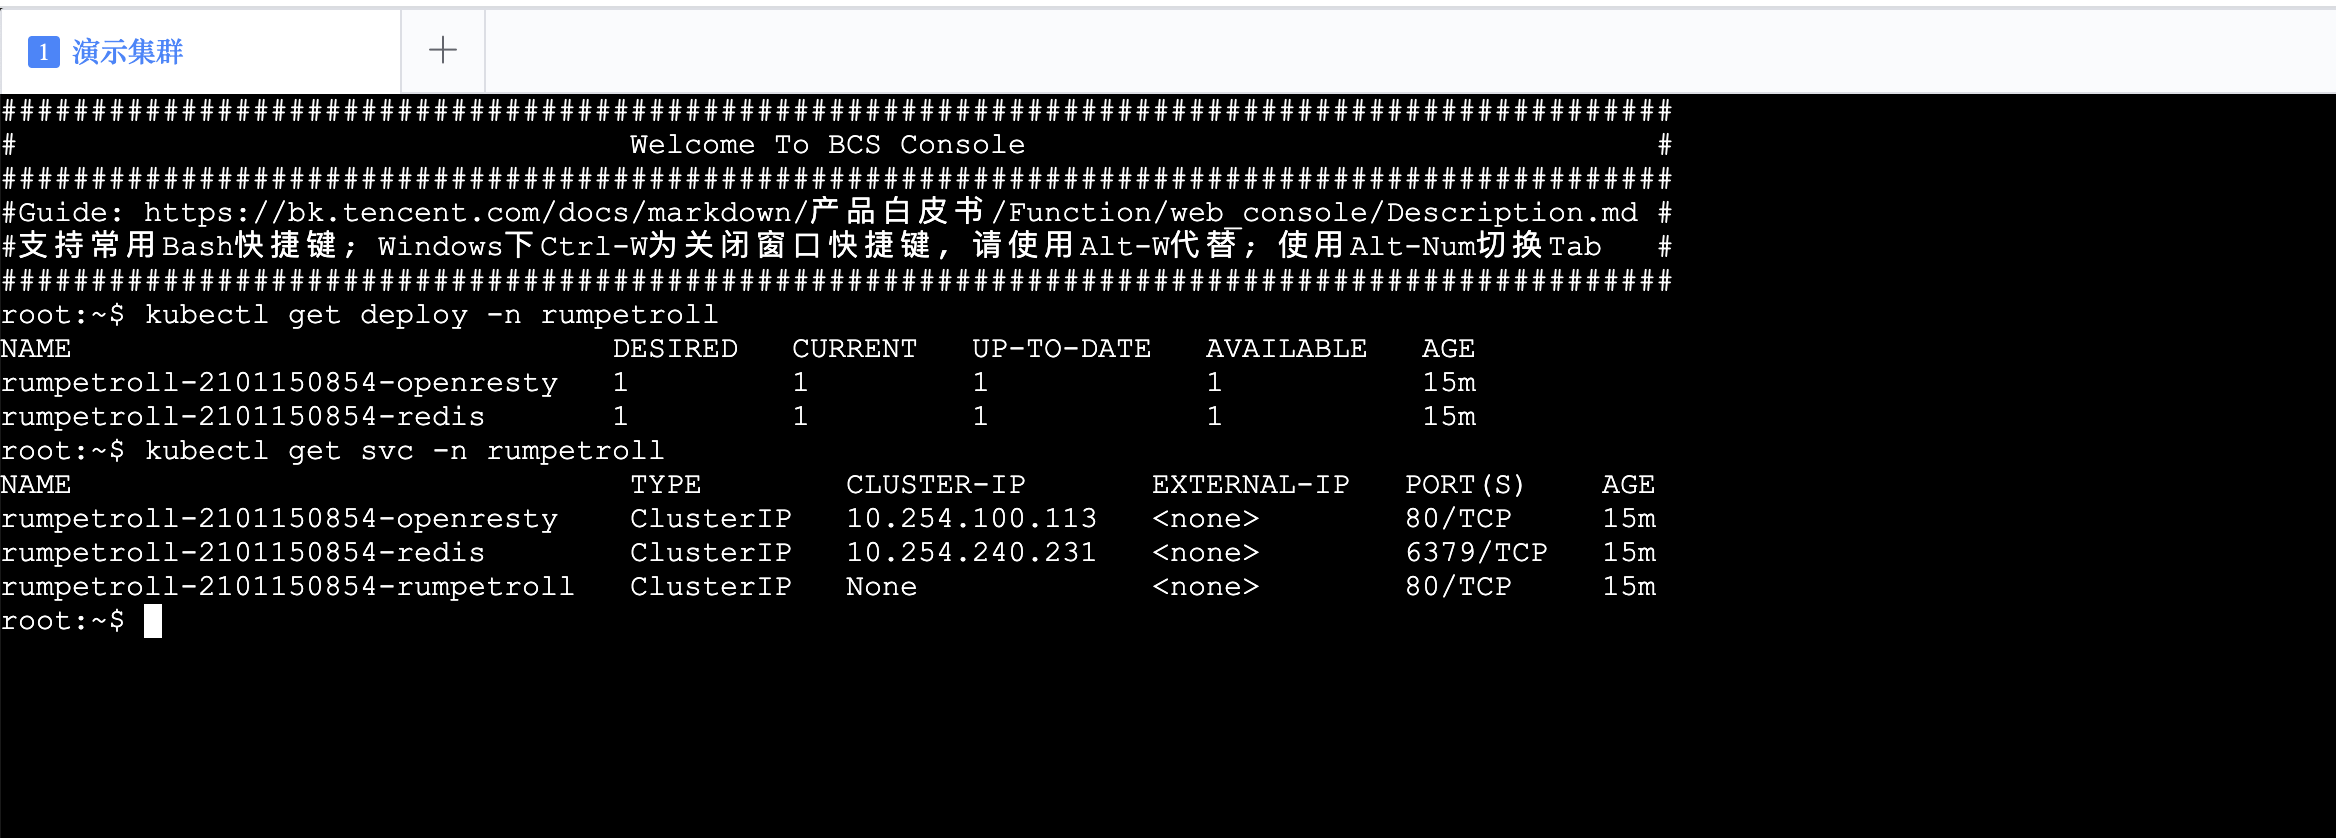 1 演示集群 +
#############################################################################################
# Welcome To BCS Console #
#############################################################################################
#Guide: https://bk.tencent.com/docs/markdown/产品白皮书/Function/web_console/Description.md #
#支持常用Bash快捷键; Windows下Ctrl-W为关闭窗口快捷键, 请使用Alt-W代替; 使用Alt-Num切换Tab #
#############################################################################################
root:~$ kubectl get deploy -n rumpetroll
NAME DESIRED CURRENT UP-TO-DATE AVAILABLE AGE
rumpetroll-2101150854-openresty 1 1 1 1 15m
rumpetroll-2101150854-redis 1 1 1 1 15m
root:~$ kubectl get svc -n rumpetroll
NAME TYPE CLUSTER-IP EXTERNAL-IP PORT(S) AGE
rumpetroll-2101150854-openresty ClusterIP 10.254.100.113 <none> 80/TCP 15m
rumpetroll-2101150854-redis ClusterIP 10.254.240.231 <none> 6379/TCP 15m
rumpetroll-2101150854-rumpetroll ClusterIP None <none> 80/TCP 15m
root:~$